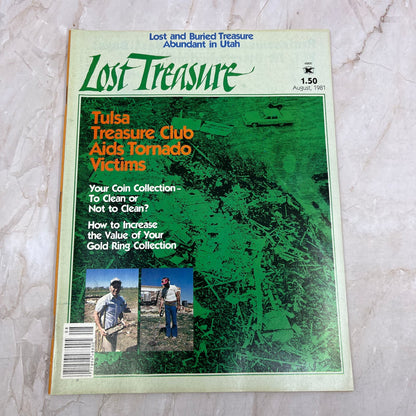 Lost and Buried Treasure
Abundant in Utah
Lost Treasure
1.50
August, 1981
Tulsa
Treasure Club
Aids Tornado
Victims
Your Coin Collection–
To Clean or
Not to Clean?
How to Increase
the Value of Your
Gold Ring Collection